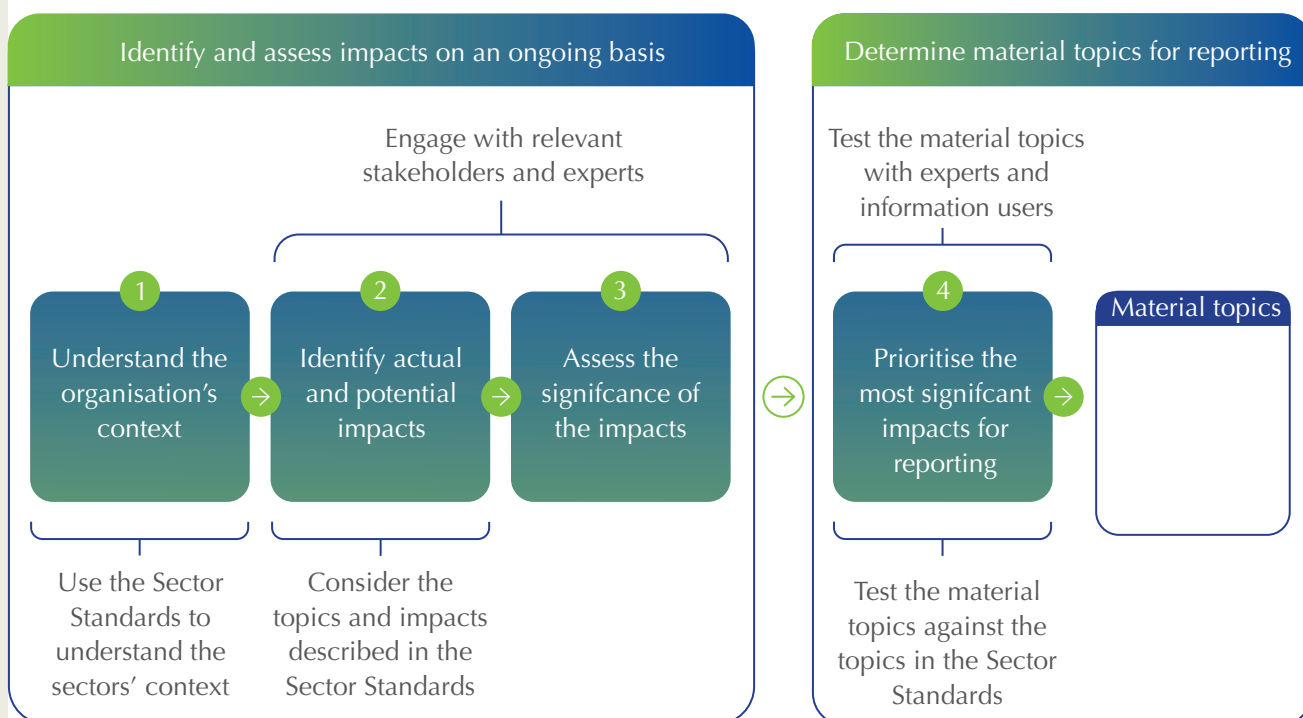 Identify and assess impacts on an ongoing basis
Engage with relevant
stakeholders and experts
1
Understand the
organisation's
context
2
Identify actual
and potential
impacts
3
Assess the
signifcance of
the impacts
Use the Sector
Standards to
understand the
sectors' context
Consider the
topics and impacts
described in the
Sector Standards
Determine material topics for reporting
Test the material topics
with experts and
information users
4
Prioritise the
most signifcant
impacts for
reporting
Material topics
Test the material
topics against the
topics in the Sector
Standards